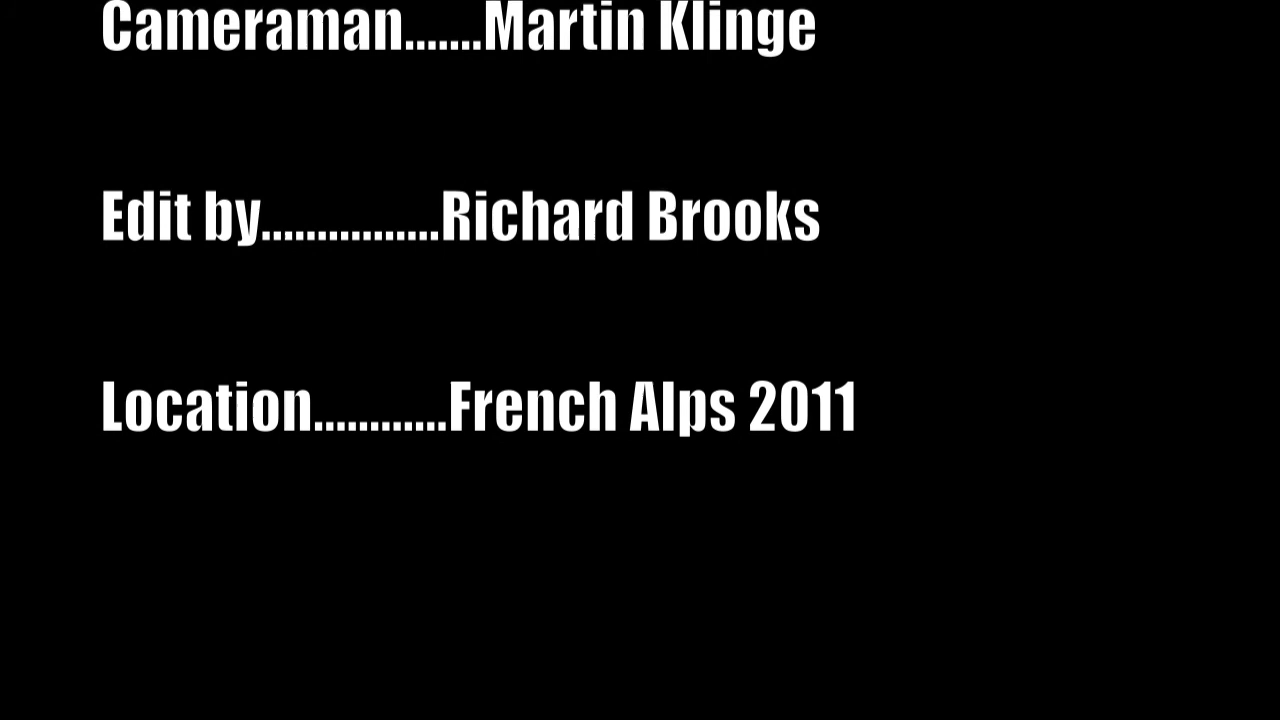 Cameraman.......Martin Klinge
Edit by................Richard Brooks
Location............French Alps 2011